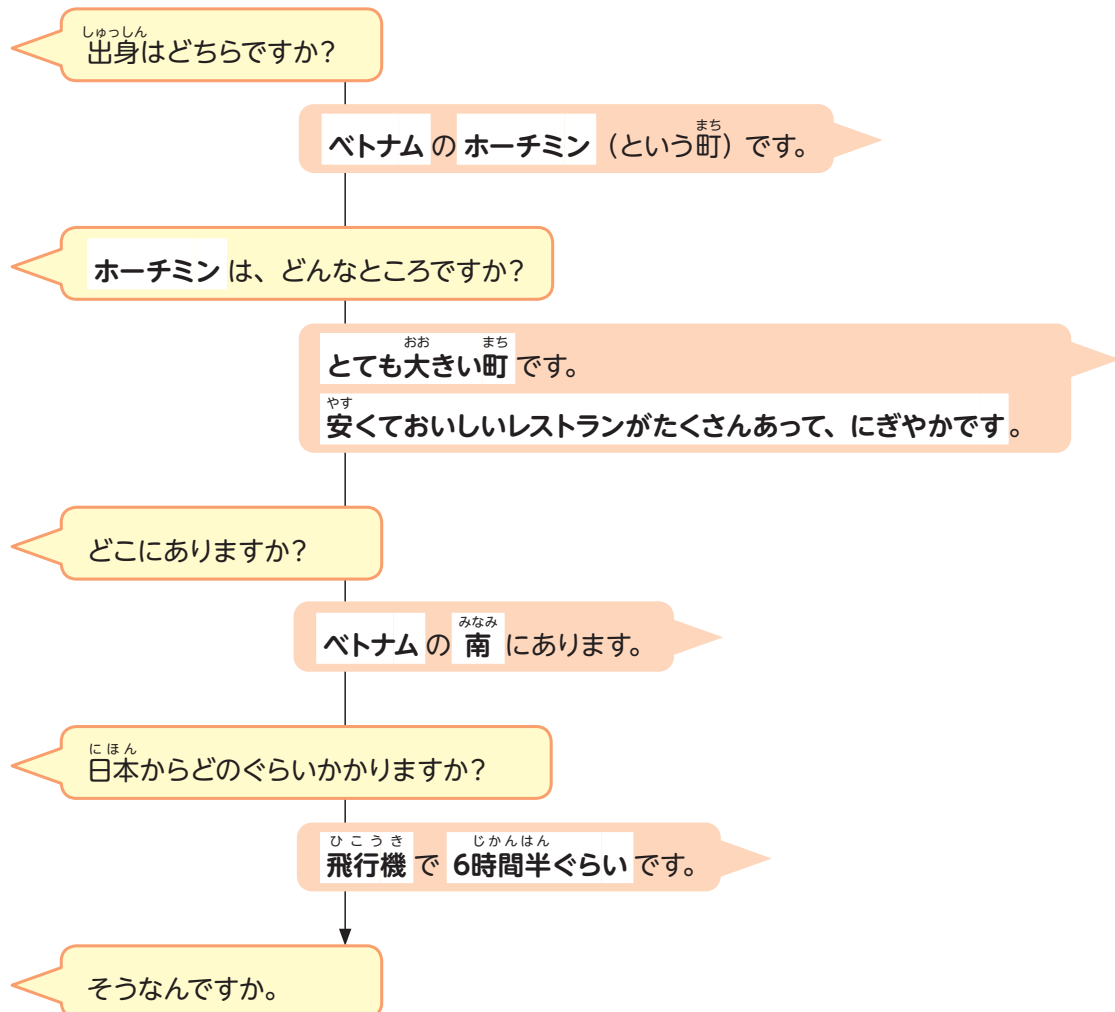 しゅっしん
出身はどちらですか?
まち
ベトナム の ホーチミン (という町) です。
ホーチミン は、どんなところですか?
おお まち
とても大きい町 です。
やす
安くておいしいレストランがたくさんあって、にぎやかです。
どこにありますか?
みなみ
ベトナム の 南 にあります。
にほん
日本からどのぐらいかかりますか?
ひこうき じかんはん
飛行機 で 6時間半ぐらい です。
そうなんですか。